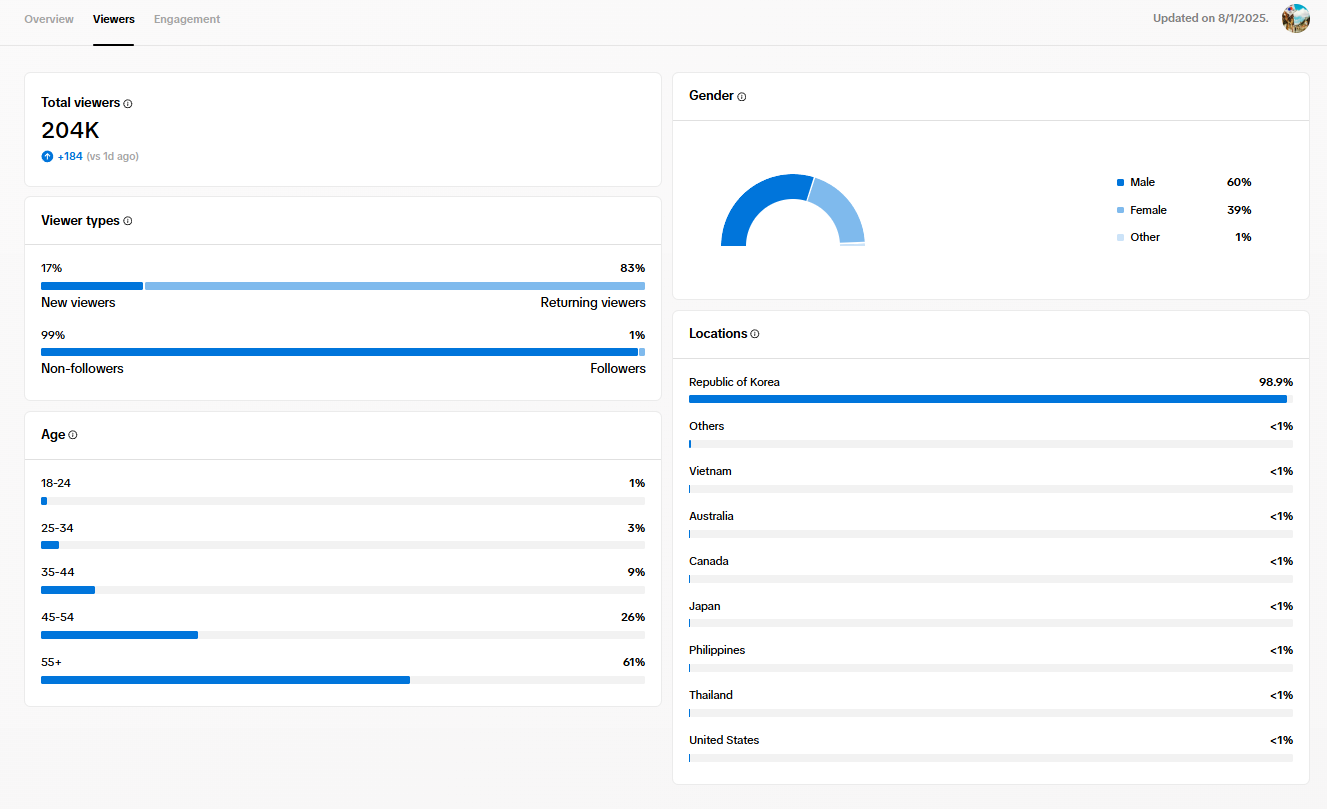 Overview Viewers Engagement Updated on 8/1/2025.
Total viewers
204K
+184 (vs 1d ago)
Viewer types
17% 83%
New viewers Returning viewers
99% 1%
Non-followers Followers
Age
18-24 1%
25-34 3%
35-44 9%
45-54 26%
55+ 61%
Gender
Male 60%
Female 39%
Other 1%
Locations
Republic of Korea 98.9%
Others <1%
Vietnam <1%
Australia <1%
Canada <1%
Japan <1%
Philippines <1%
Thailand <1%
United States <1%